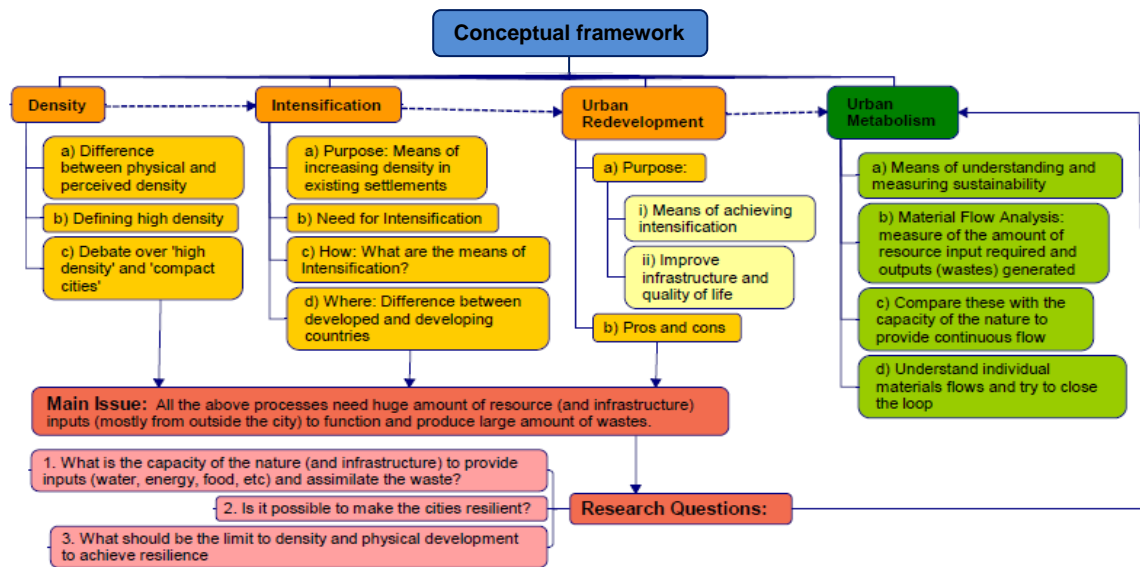 Conceptual framework
Density
Intensification
Urban
Redevelopment
Urban
Metabolism
a) Difference
between physical and
perceived density
b) Defining high density
c) Debate over 'high
density' and 'compact
cities'
a) Purpose: Means of
increasing density in
existing settlements
b) Need for Intensification
c) How: What are the means of
Intensification?
d) Where: Difference between
developed and developing
countries
a) Purpose:
i) Means of achieving
intensification
ii) Improve
infrastructure and
quality of life
b) Pros and cons
a) Means of understanding and
measuring sustainability
b) Material Flow Analysis:
measure of the amount of
resource input required and
outputs (wastes) generated
c) Compare these with the
capacity of the nature to
provide continuous flow
d) Understand individual
materials flows and try to close
the loop
Main Issue: All the above processes need huge amount of resource (and infrastructure)
inputs (mostly from outside the city) to function and produce large amount of wastes.
1. What is the capacity of the nature (and infrastructure) to provide
inputs (water, energy, food, etc) and assimilate the waste?
2. Is it possible to make the cities resilient?
3. What should be the limit to density and physical development
to achieve resilience
Research Questions: